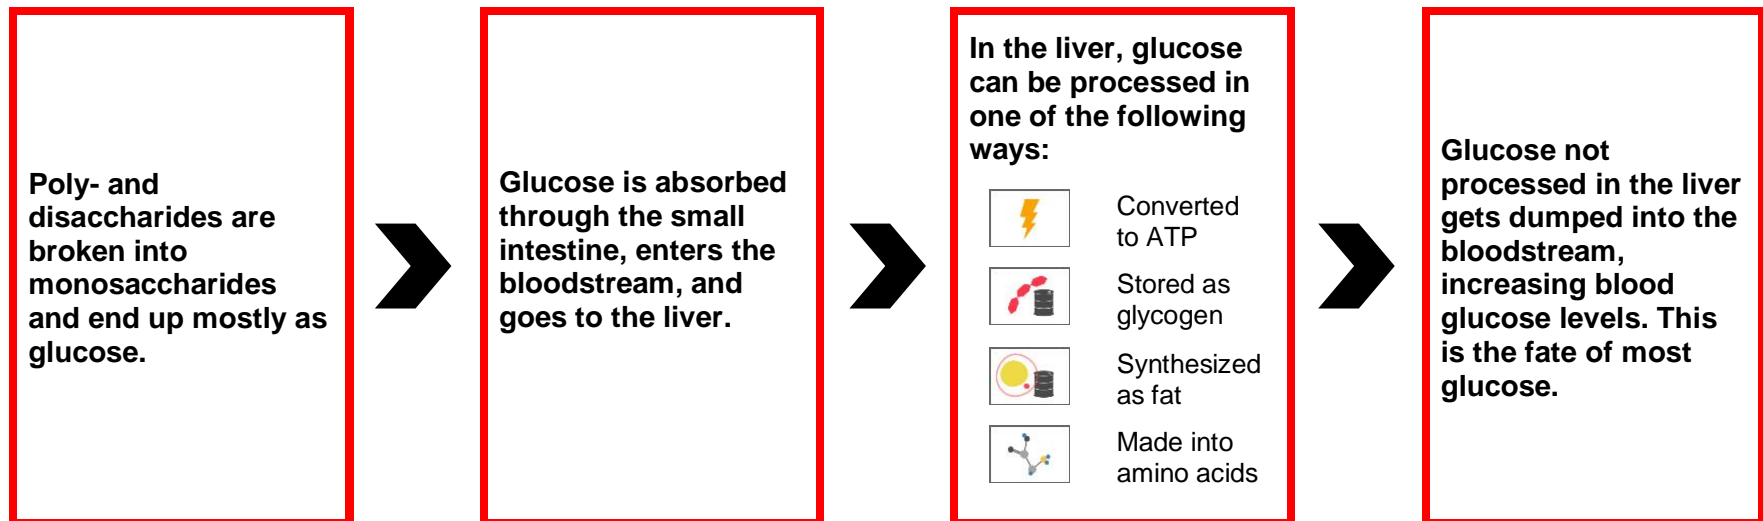 Poly- and
disaccharides are
broken into
monosaccharides
and end up mostly as
glucose.
Glucose is absorbed
through the small
intestine, enters the
bloodstream, and
goes to the liver.
In the liver, glucose
can be processed in
one of the following
ways:
Converted
to ATP
Stored as
glycogen
Synthesized
as fat
Made into
amino acids
Glucose not
processed in the liver
gets dumped into the
bloodstream,
increasing blood
glucose levels. This
is the fate of most
glucose.